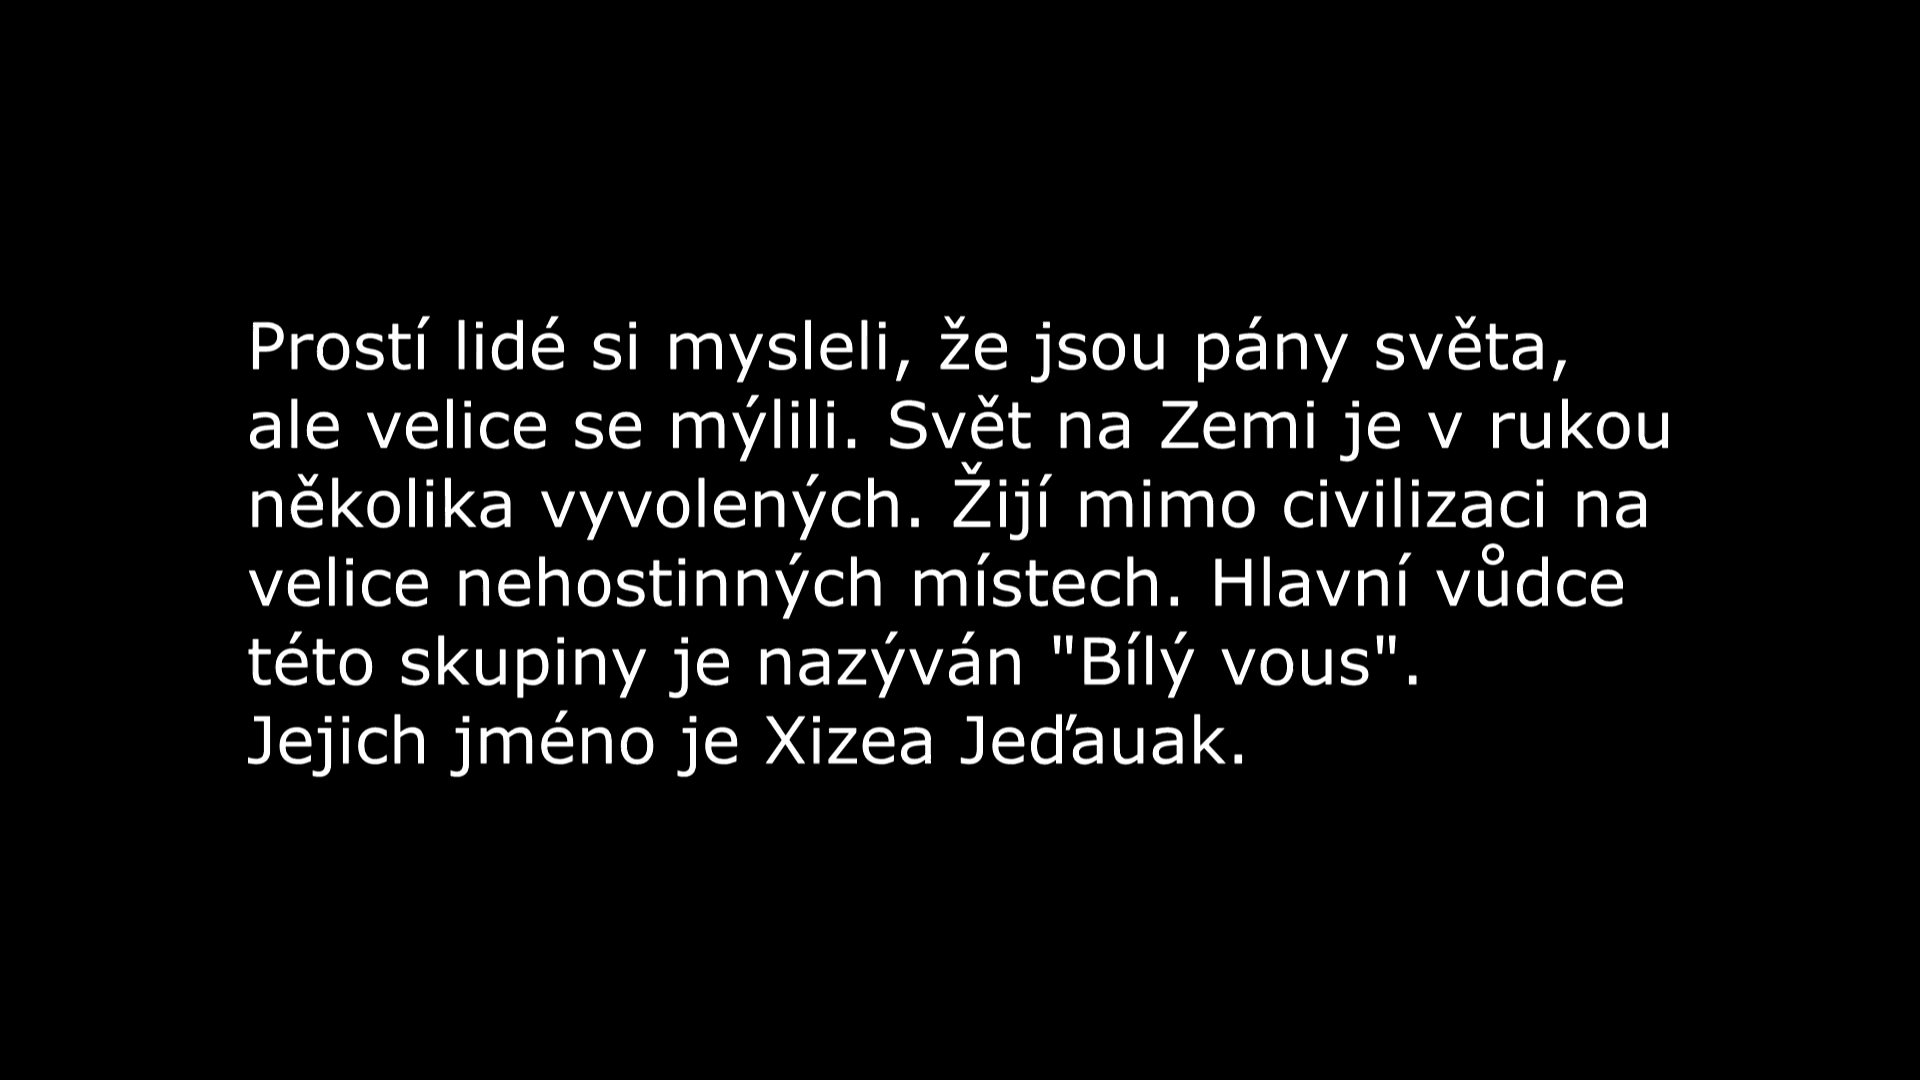 Prostí lidé si mysleli, že jsou pány světa,
ale velice se mýlili. Svět na Zemi je v rukou
několika vyvolených. Žijí mimo civilizaci na
velice nehostinných místech. Hlavní vůdce
této skupiny je nazýván "Bílý vous".
Jejich jméno je Xizea Jeďauak.